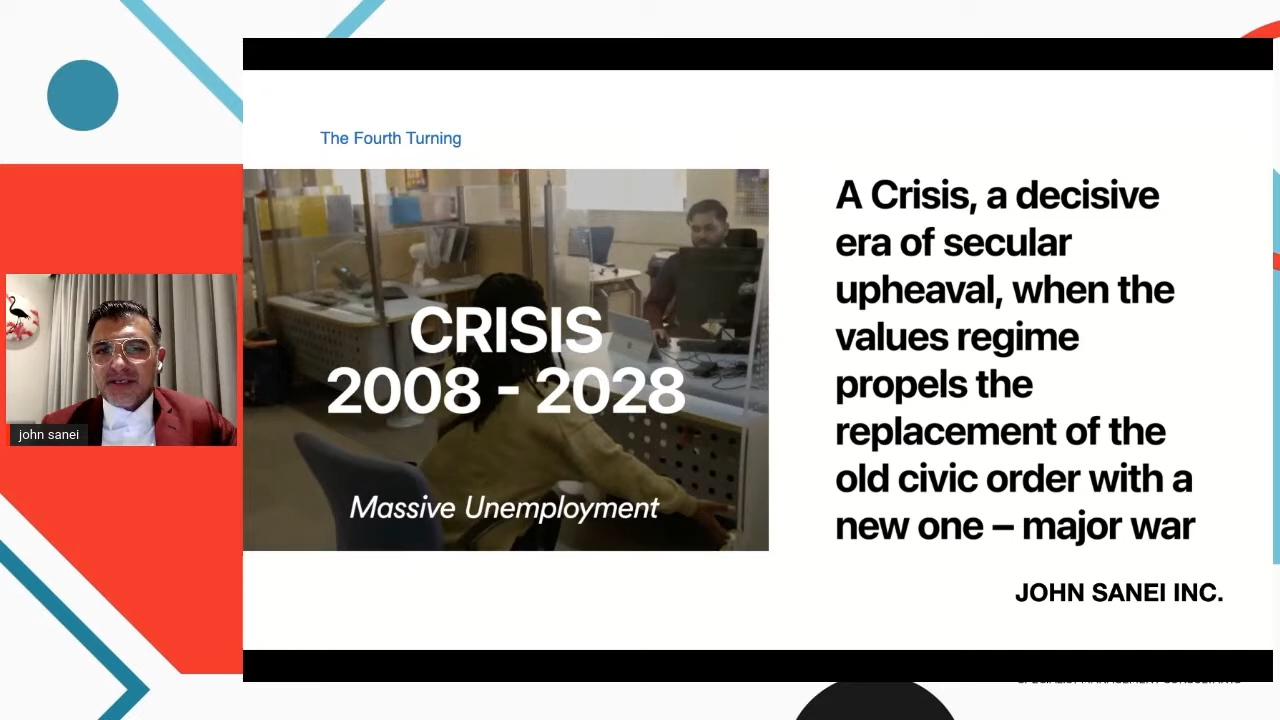 The Fourth Turning
CRISIS
2008 - 2028
Massive Unemployment
A Crisis, a decisive
era of secular
upheaval, when the
values regime
propels the
replacement of the
old civic order with a
new one – major war
JOHN SANEI INC.
john sanei